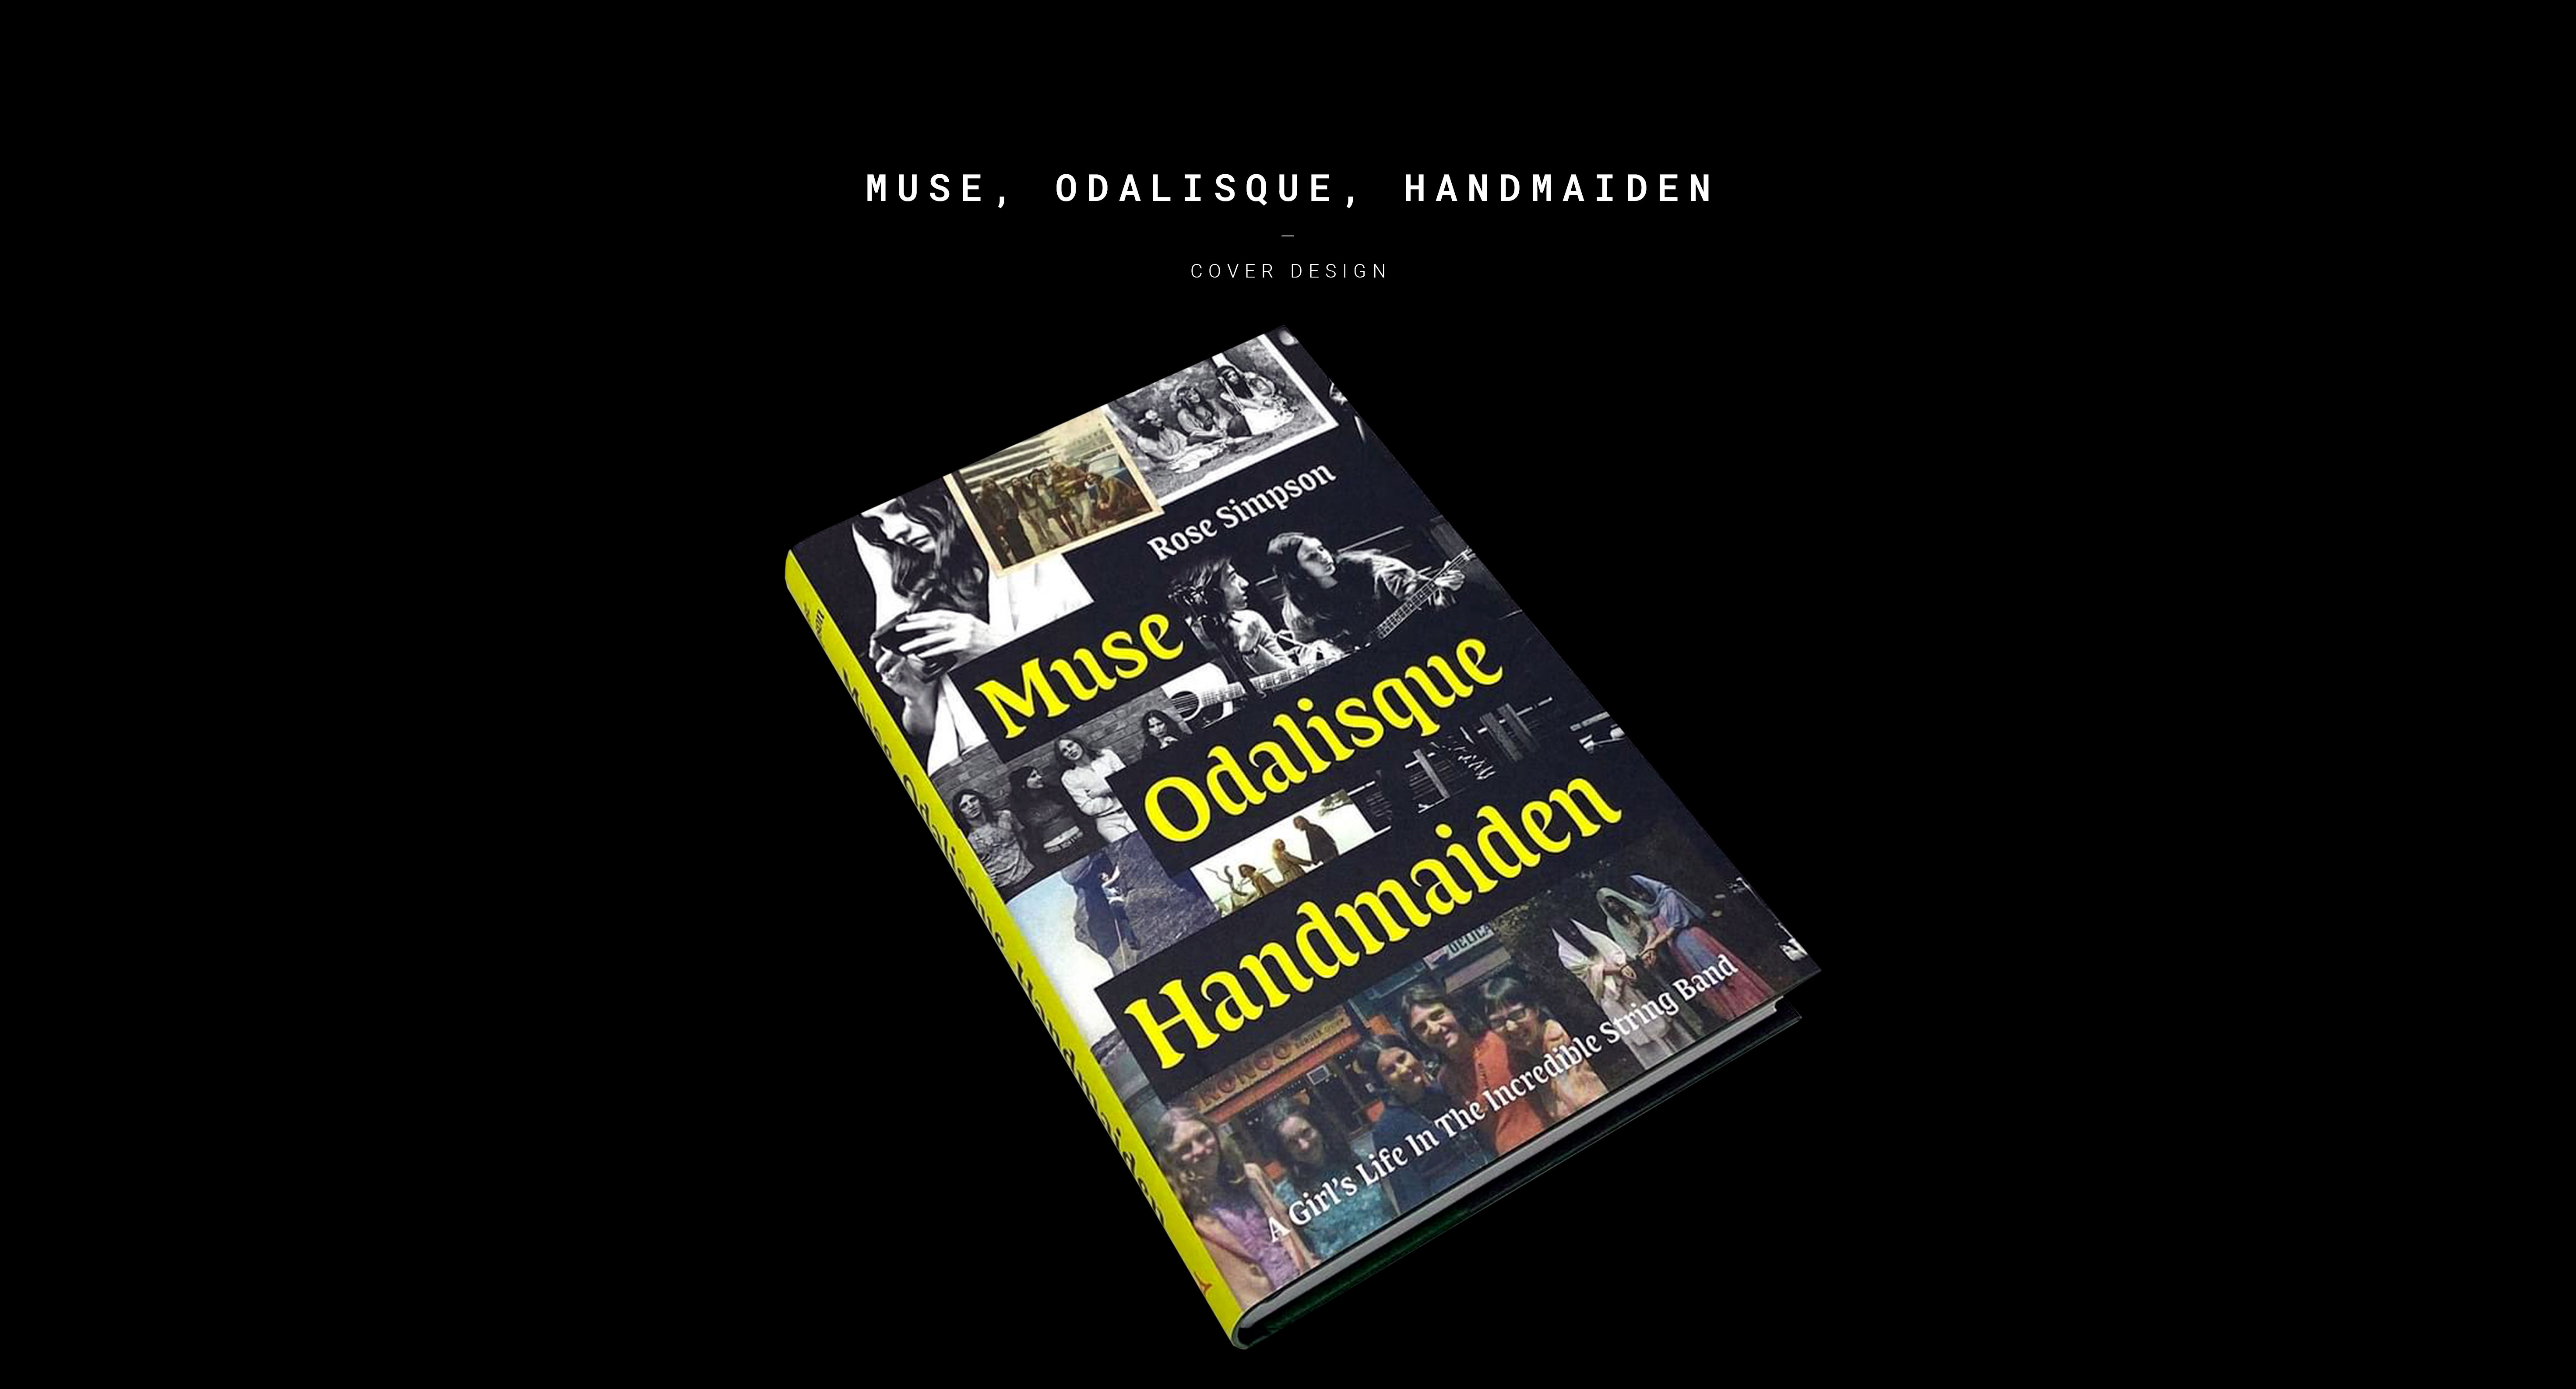 MUSE, ODALISQUE, HANDMAIDEN
COVER DESIGN
Rose Simpson
Muse
Odalisque
Handmaiden
A Girl's Life In The Incredible String Band
Muse Odalisque Handmaiden